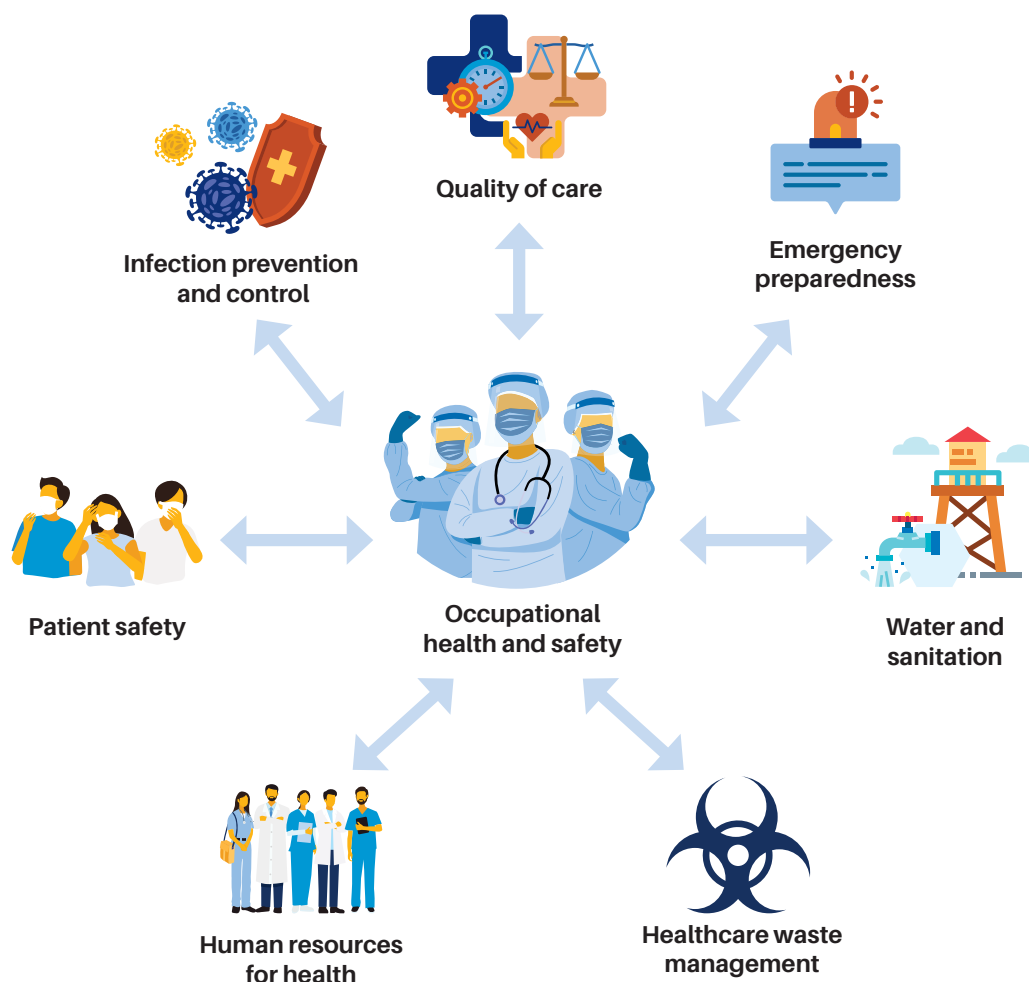 Quality of care
Infection prevention
and control
Emergency
preparedness
Patient safety
Occupational
health and safety
Water and
sanitation
Human resources
for health
Healthcare waste
management